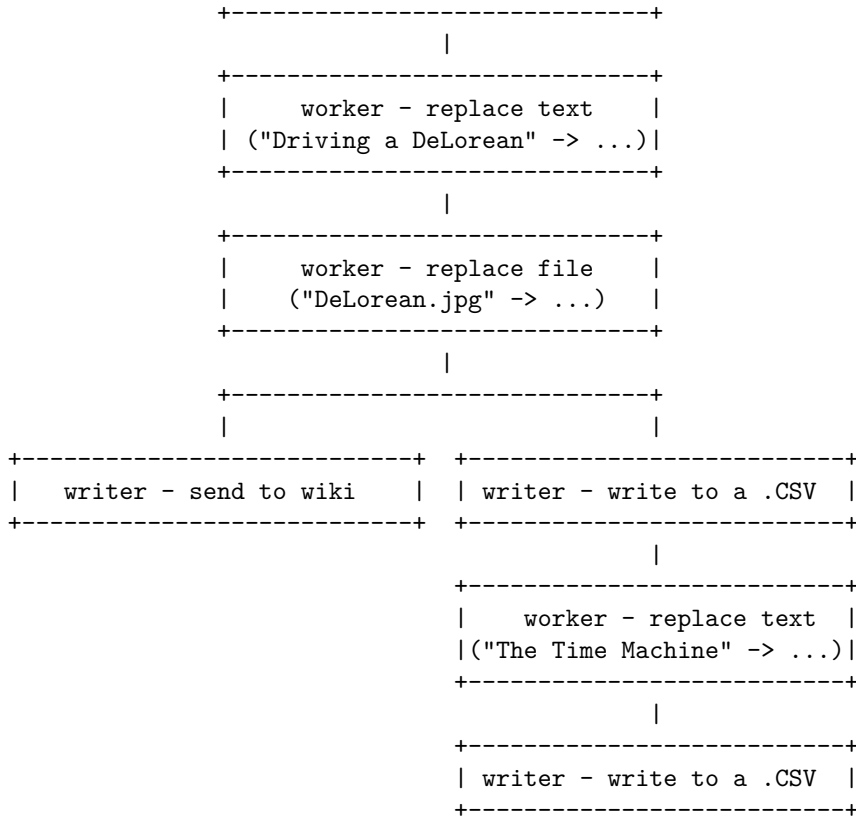 +------------------------------+
|
+------------------------------+
| worker - replace text |
| ("Driving a DeLorean" -> ...)|
+------------------------------+
|
+------------------------------+
| worker - replace file |
| ("DeLorean.jpg" -> ...) |
+------------------------------+
|
+------------------------------+
| |
+----------------------------+ +---------------------------+
| writer - send to wiki | | writer - write to a .CSV |
+----------------------------+ +---------------------------+
|
+---------------------------+
| worker - replace text |
|("The Time Machine" -> ...)|
+---------------------------+
|
+---------------------------+
| writer - write to a .CSV |
+---------------------------+